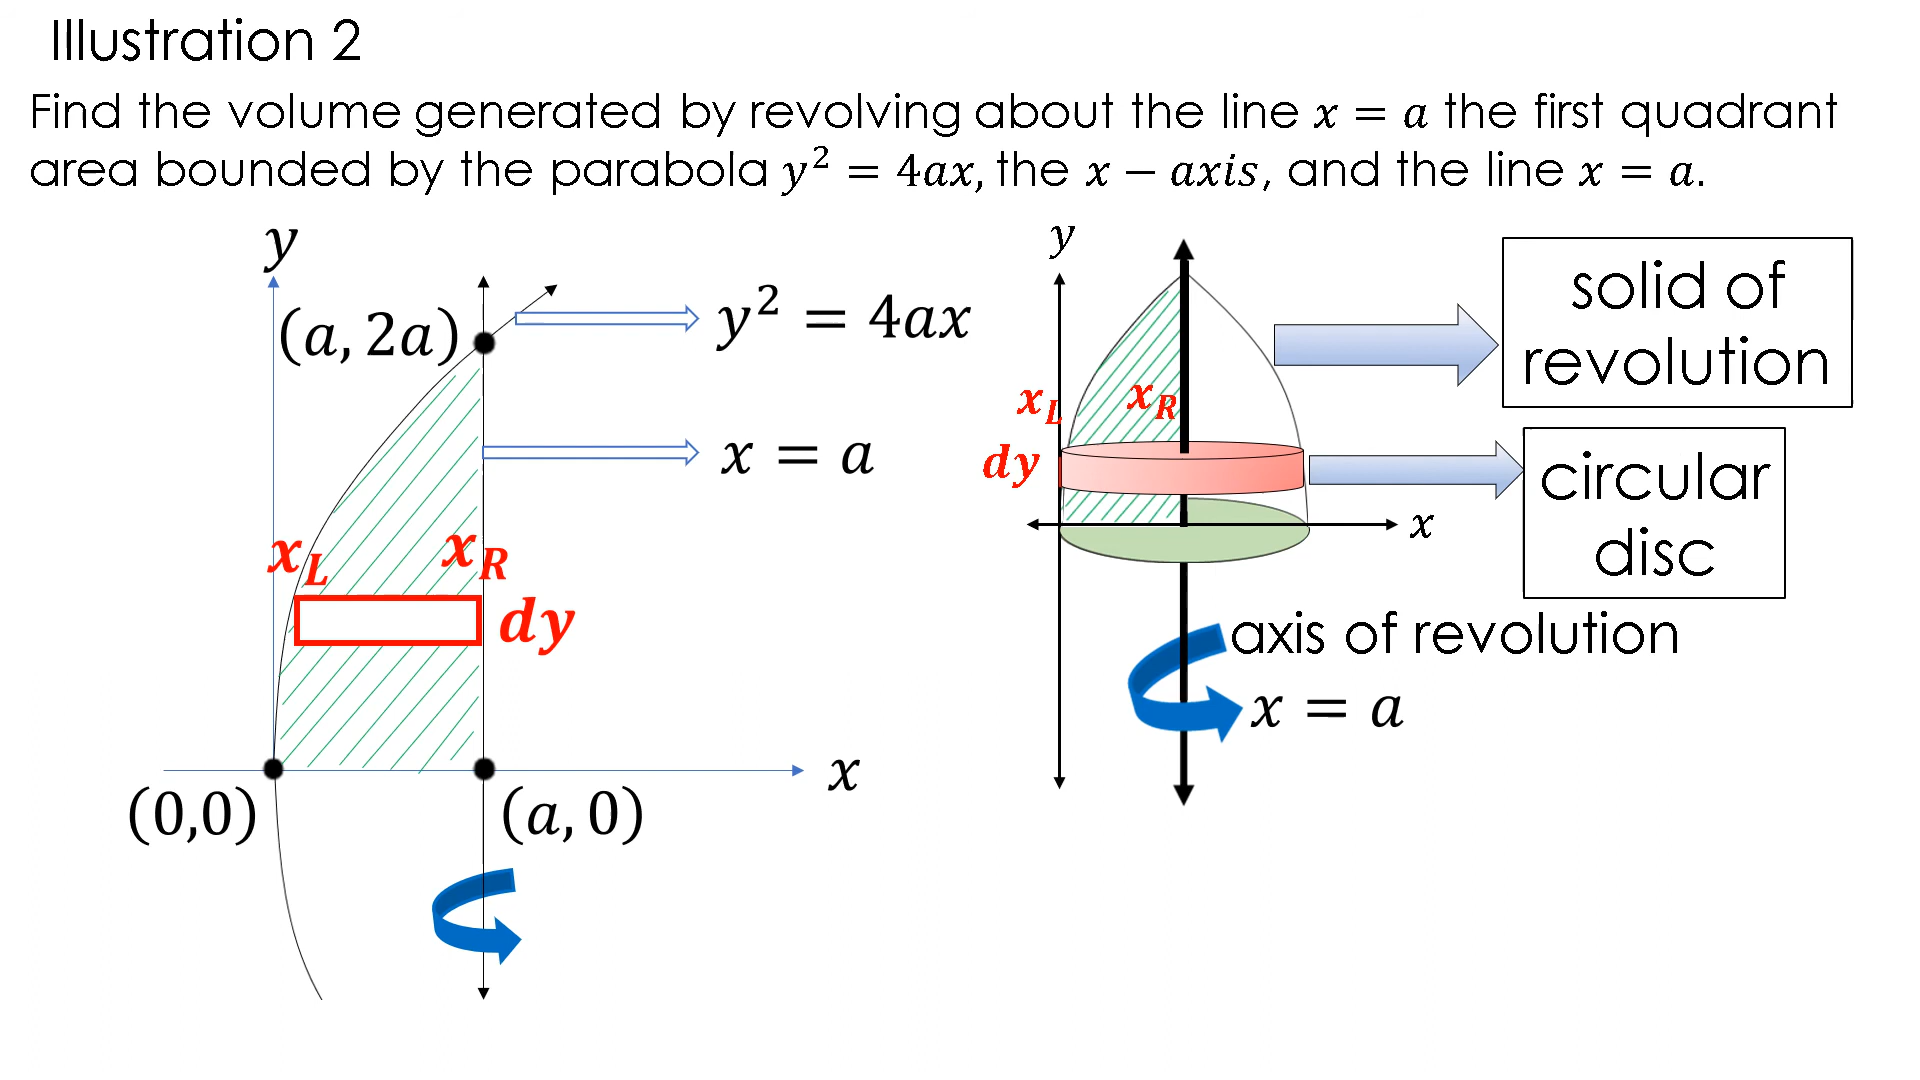 Illustration 2
Find the volume generated by revolving about the line x = a the first quadrant
area bounded by the parabola y² = 4ax, the x − axis, and the line x = a.
y
(a, 2a)
y² = 4ax
x = a
x_L
x_R
dy
x
(0,0)
(a, 0)
y
solid of
revolution
x_L
x_R
dy
circular
disc
x
axis of revolution
x = a